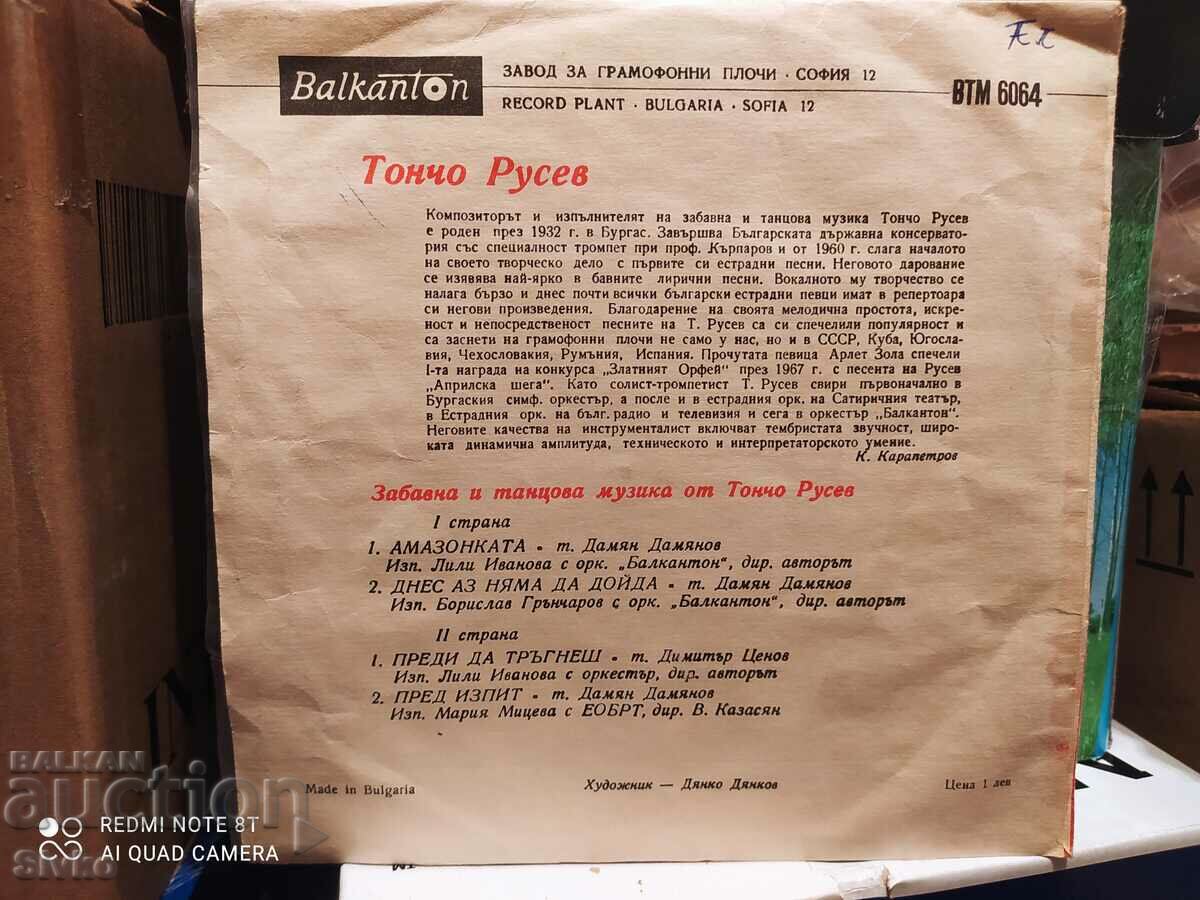 Ex
Balkanton
ЗАВОД ЗА ГРАМОФОННИ ПЛОЧИ · СОФИЯ 12
RECORD PLANT · BULGARIA · SOFIA 12
ВТМ 6064
Тончо Русев
Композиторът и изпълнителят на забавна и танцова музика Тончо Русев
е роден през 1932 г. в Бургас. Завършва Българската държавна консервато-
рия със специалност тромпет при проф. Кърпаров и от 1960 г. слага началото
на своето творческо дело с първите си естрадни песни. Неговото дарование
се изявява най-ярко в бавните лирични песни. Вокалното му творчество се
налага бързо и днес почти всички български естрадни певци имат в репертоара
си негови произведения. Благодарение на своята мелодична простота, искре-
ност и непосредственост песните на Т. Русев са си спечелили популярност и
са заснети на грамофонни плочи не само у нас, но и в СССР, Куба, Югосла-
вия, Чехословакия, Румъния, Испания. Прочутата певица Арлет Зола спечели
I-та награда на конкурса „Златният Орфей“ през 1967 г. с песента на Русев
„Априлска шега“. Като солист-тромпетист Т. Русев свири първоначално в
Бургаския симф. оркестър, а после и в естрадния орк. на Сатиричния театър,
в Естрадния орк. на бълг. радио и телевизия и сега в оркестър „Балкантон“.
Неговите качества на инструменталист включват тембристата звучност, широ-
ката динамична амплитуда, техническото и интерпретаторското умение.
К. Карапетров
Забавна и танцова музика от Тончо Русев
I страна
1. АМАЗОНКАТА • т. Дамян Дамянов
Изп. Лили Иванова с орк. „Балкантон“, дир. авторът
2. ДНЕС АЗ НЯМА ДА ДОЙДА • т. Дамян Дамянов
Изп. Борислав Грънчаров с орк. „Балкантон“, дир. авторът
II страна
1. ПРЕДИ ДА ТРЪГНЕШ • т. Димитър Ценов
Изп. Лили Иванова с оркестър, дир. авторът
2. ПРЕД ИЗПИТ • т. Дамян Дамянов
Изп. Мария Мицева с ЕОБРТ, дир. В. Казасян
Made in Bulgaria
Художник — Дянко Дянков
Цена 1 лев
BALKAN
auction
REDMI NOTE 8T
AI QUAD CAMERA
Sivko